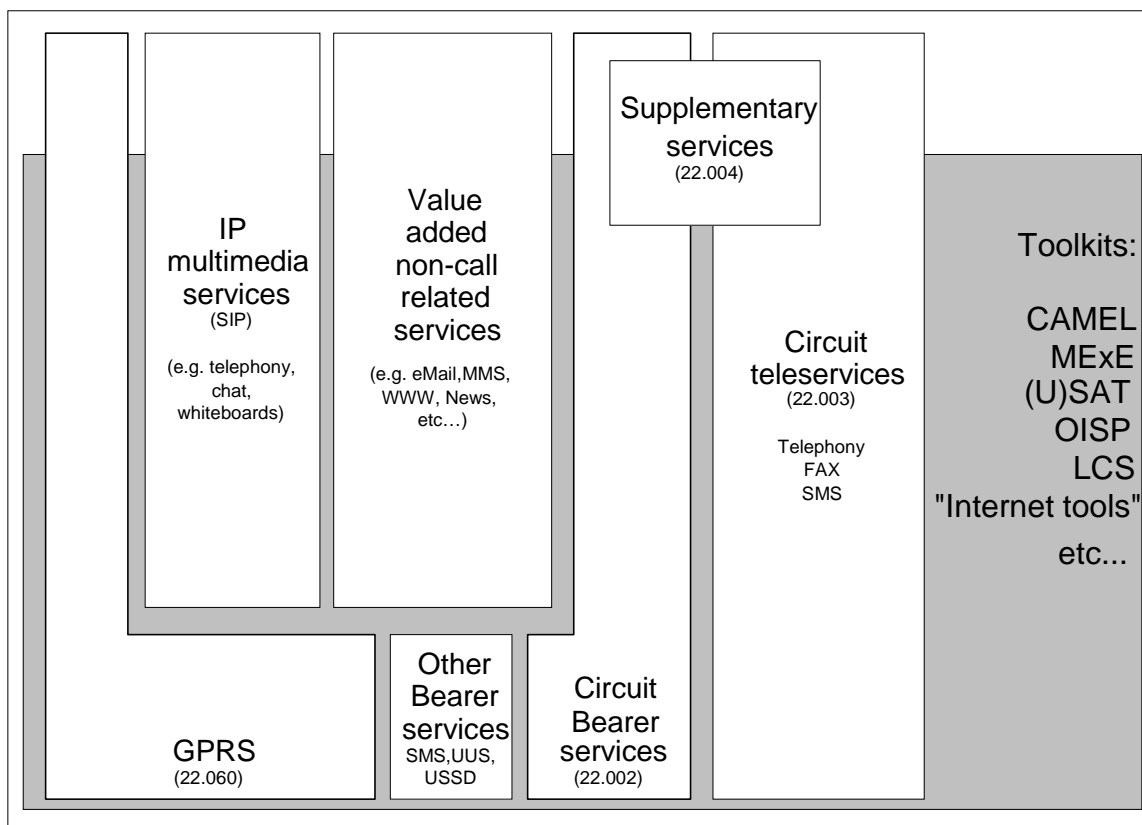 Supplementary
services
(22.004)
IP
multimedia
services
(SIP)
(e.g. telephony,
chat,
whiteboards)
Value
added
non-call
related
services
(e.g. eMail,MMS,
WWW, News,
etc…)
Circuit
teleservices
(22.003)
Telephony
FAX
SMS
Toolkits:
CAMEL
MExE
(U)SAT
OISP
LCS
"Internet tools"
etc...
GPRS
(22.060)
Other
Bearer
services
SMS,UUS,
USSD
Circuit
Bearer
services
(22.002)